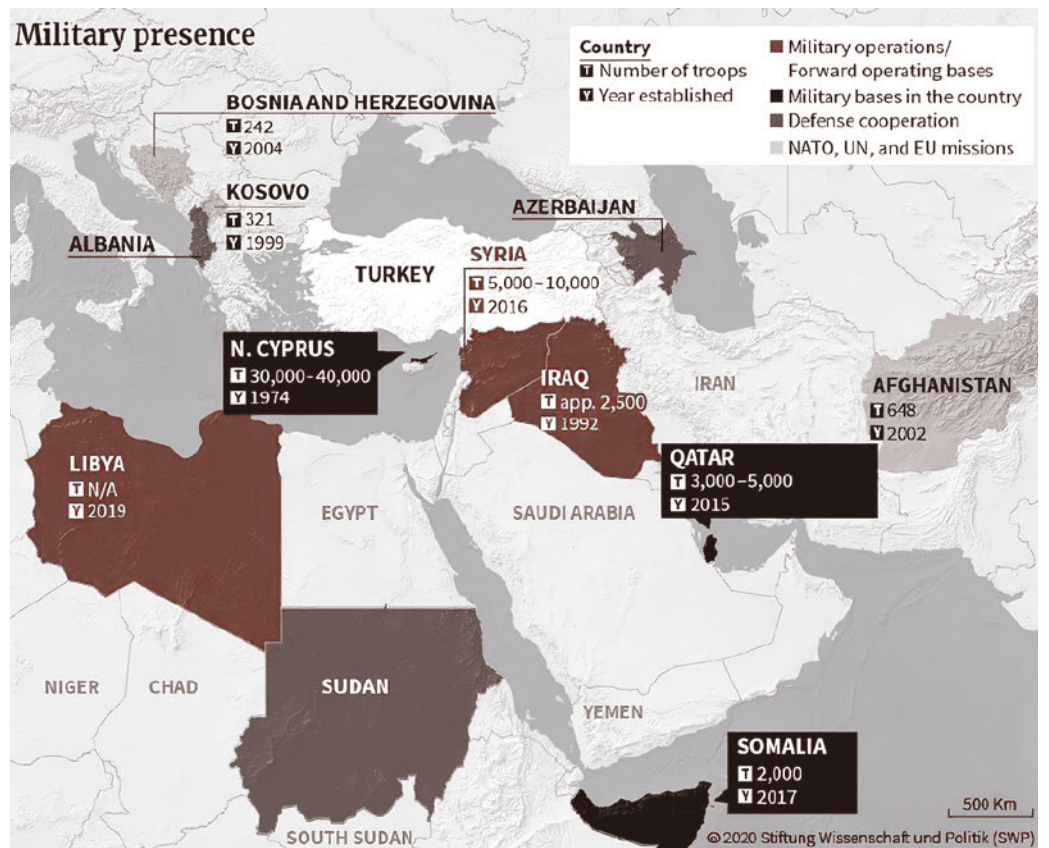 Military presence
Country
T Number of troops
Y Year established
Military operations/
Forward operating bases
Military bases in the country
Defense cooperation
NATO, UN, and EU missions
BOSNIA AND HERZEGOVINA
T 242
Y 2004
KOSOVO
T 321
Y 1999
ALBANIA
AZERBAIJAN
TURKEY
SYRIA
T 5,000–10,000
Y 2016
N. CYPRUS
T 30,000–40,000
Y 1974
IRAQ
T app. 2,500
Y 1992
IRAN
AFGHANISTAN
T 648
Y 2002
LIBYA
T N/A
Y 2019
EGYPT
SAUDI ARABIA
QATAR
T 3,000–5,000
Y 2015
NIGER
CHAD
SUDAN
YEMEN
SOMALIA
T 2,000
Y 2017
SOUTH SUDAN
500 Km
© 2020 Stiftung Wissenschaft und Politik (SWP)